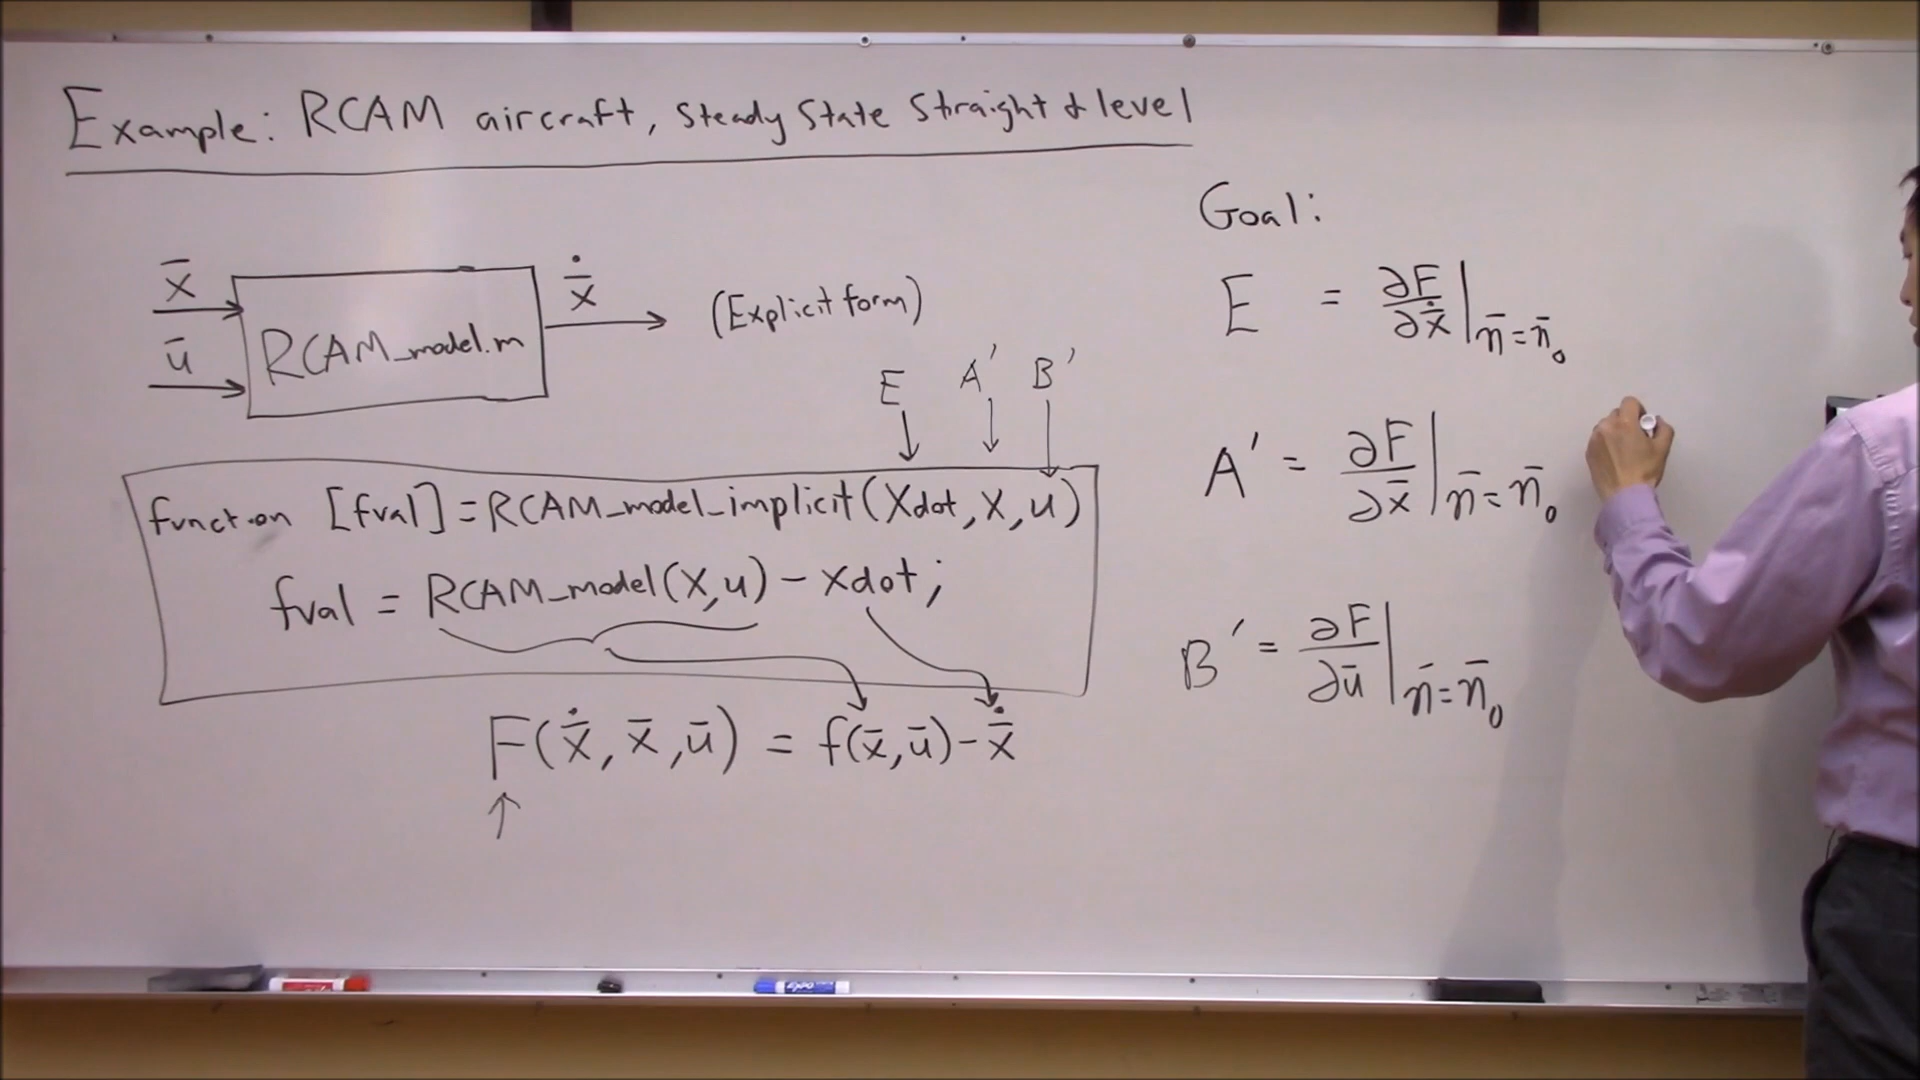 Example: RCAM aircraft, Steady State Straight & level
x̄
ū
RCAM_model.m
ẋ̄
(Explicit form)
E A' B'
function [fval] = RCAM_model_implicit(Xdot, X, u)
fval = RCAM_model(X,u) - xdot;
F(ẋ̄, x̄, ū) = f(x̄,ū) - ẋ̄
Goal:
E = ∂F/∂ẋ̄ | n̄ = n̄₀
A' = ∂F/∂x̄ | n̄ = n̄₀
B' = ∂F/∂ū | n̄ = n̄₀
expo